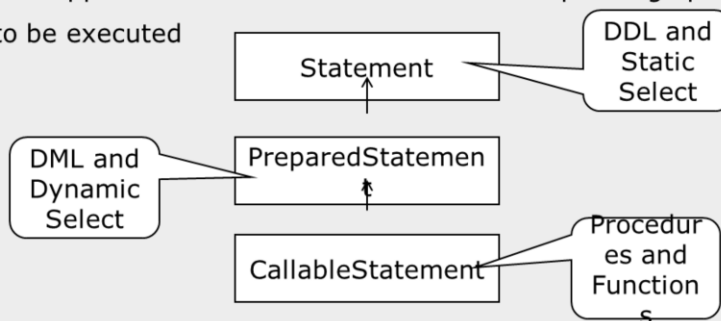 to be executed
DDL and
Static
Select
Statement
DML and
Dynamic
Select
PreparedStatemen
t
Procedur
es and
Function
s
CallableStatement